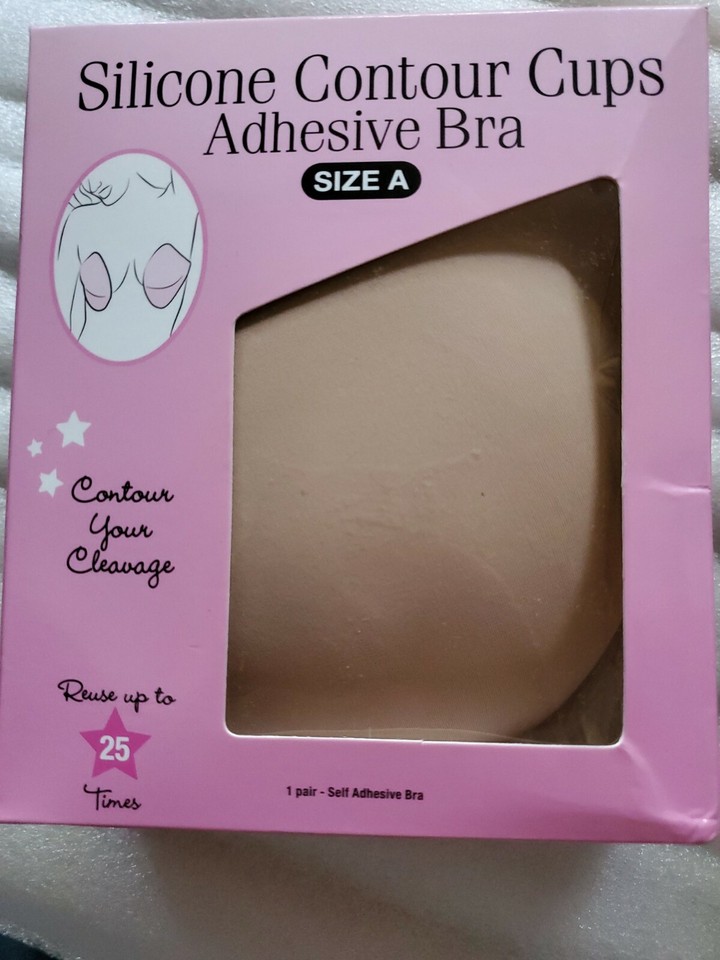 Silicone Contour Cups
Adhesive Bra
SIZE A
Contour
Your
Cleavage
Reuse up to
25
Times
1 pair - Self Adhesive Bra